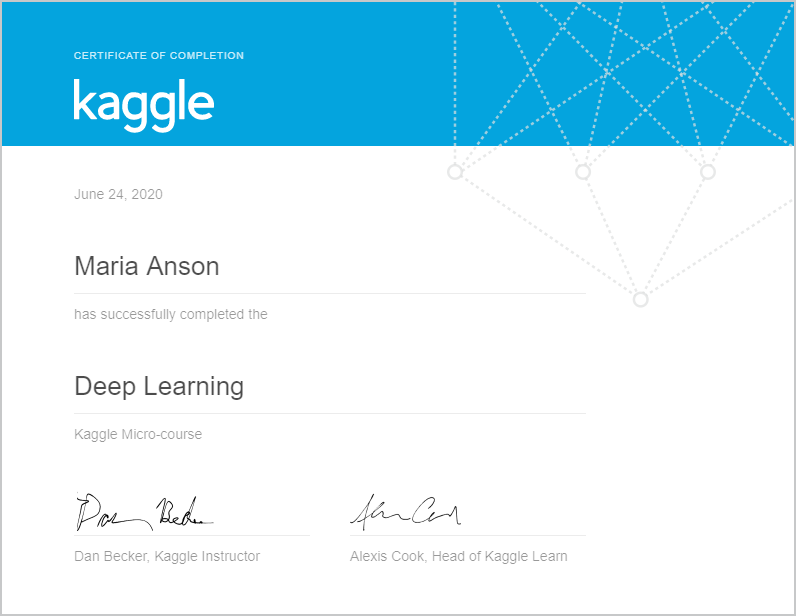 CERTIFICATE OF COMPLETION
kaggle
June 24, 2020
Maria Anson
has successfully completed the
Deep Learning
Kaggle Micro-course
Dan Becker
Alexis Cook
Dan Becker, Kaggle Instructor
Alexis Cook, Head of Kaggle Learn